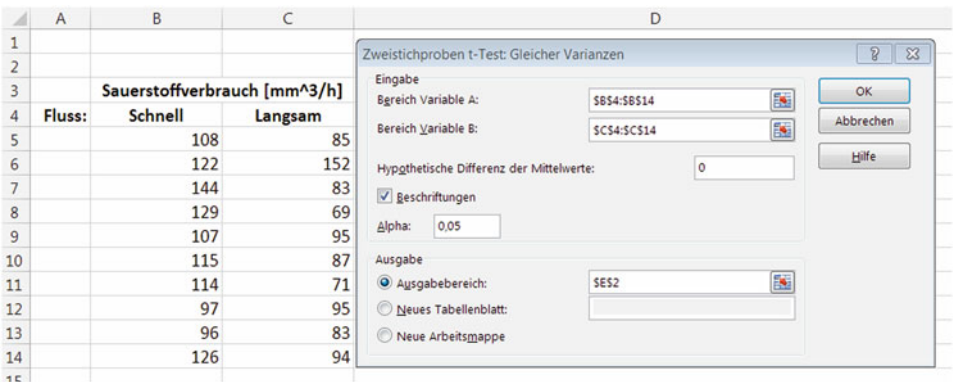 A B C D
1
2
3 Sauerstoffverbrauch [mm^3/h]
4 Fluss: Schnell Langsam
5 108 85
6 122 152
7 144 83
8 129 69
9 107 95
10 115 87
11 114 71
12 97 95
13 96 83
14 126 94
15
Zweistichproben t-Test: Gleicher Varianzen
Eingabe
Bereich Variable A: $B$4:$B$14
Bereich Variable B: $C$4:$C$14
Hypothetische Differenz der Mittelwerte: 0
Beschriftungen
Alpha: 0,05
Ausgabe
Ausgabebereich: $E$2
Neues Tabellenblatt:
Neue Arbeitsmappe
OK
Abbrechen
Hilfe